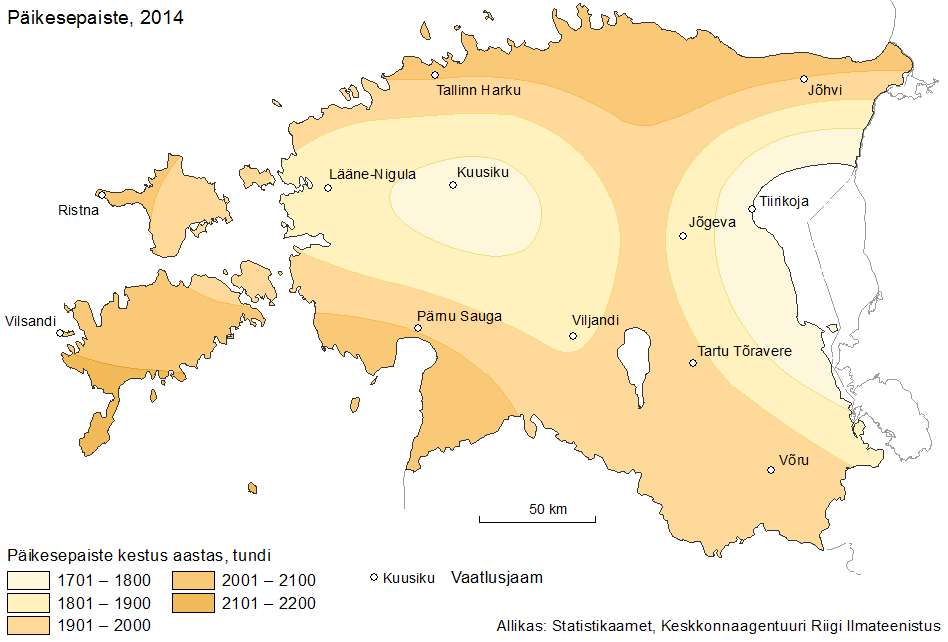 Päikesepaiste, 2014
Tallinn Harku
Jõhvi
Lääne-Nigula
Kuusiku
Ristna
Tiirikoja
Jõgeva
Vilsandi
Pärnu Sauga
Viljandi
Tartu Tõravere
Võru
50 km
Päikesepaiste kestus aastas, tundi
1701 – 1800
2001 – 2100
Kuusiku Vaatlusjaam
1801 – 1900
2101 – 2200
1901 – 2000
Allikas: Statistikaamet, Keskkonnaagentuuri Riigi Ilmateenistus